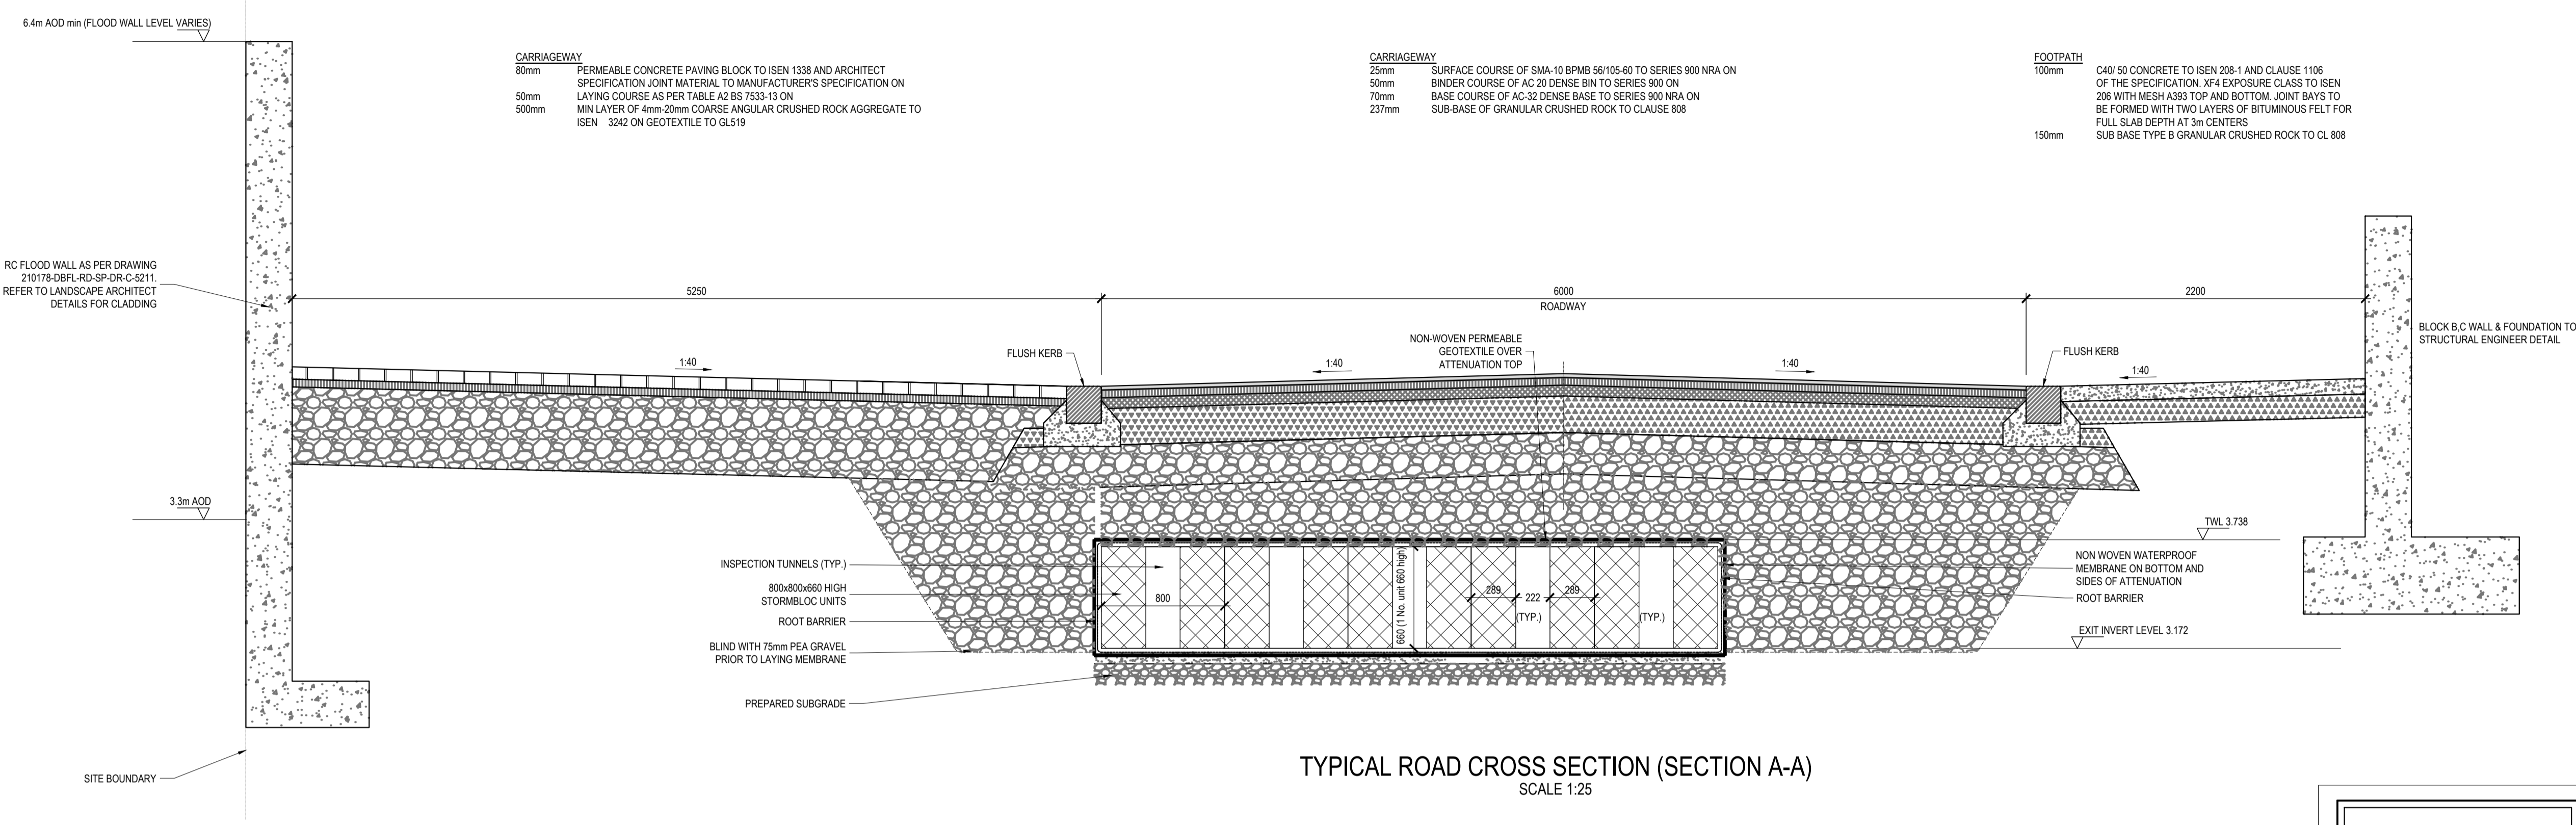 6.4m AOD min (FLOOD WALL LEVEL VARIES)
CARRIAGEWAY
80mm PERMEABLE CONCRETE PAVING BLOCK TO ISEN 1338 AND ARCHITECT
SPECIFICATION JOINT MATERIAL TO MANUFACTURER'S SPECIFICATION ON
50mm LAYING COURSE AS PER TABLE A2 BS 7533-13 ON
500mm MIN LAYER OF 4mm-20mm COARSE ANGULAR CRUSHED ROCK AGGREGATE TO
ISEN 3242 ON GEOTEXTILE TO GL519
CARRIAGEWAY
25mm SURFACE COURSE OF SMA-10 BPMB 56/105-60 TO SERIES 900 NRA ON
50mm BINDER COURSE OF AC 20 DENSE BIN TO SERIES 900 ON
70mm BASE COURSE OF AC-32 DENSE BASE TO SERIES 900 NRA ON
237mm SUB-BASE OF GRANULAR CRUSHED ROCK TO CLAUSE 808
FOOTPATH
100mm C40/ 50 CONCRETE TO ISEN 208-1 AND CLAUSE 1106
OF THE SPECIFICATION. XF4 EXPOSURE CLASS TO ISEN
206 WITH MESH A393 TOP AND BOTTOM. JOINT BAYS TO
BE FORMED WITH TWO LAYERS OF BITUMINOUS FELT FOR
FULL SLAB DEPTH AT 3m CENTERS
150mm SUB BASE TYPE B GRANULAR CRUSHED ROCK TO CL 808
RC FLOOD WALL AS PER DRAWING
210178-DBFL-RD-SP-DR-C-5211.
REFER TO LANDSCAPE ARCHITECT
DETAILS FOR CLADDING
5250
6000
ROADWAY
2200
BLOCK B,C WALL & FOUNDATION TO
STRUCTURAL ENGINEER DETAIL
1:40
FLUSH KERB
1:40
NON-WOVEN PERMEABLE
GEOTEXTILE OVER
ATTENUATION TOP
1:40
FLUSH KERB
1:40
3.3m AOD
TWL 3.738
INSPECTION TUNNELS (TYP.)
800x800x660 HIGH
STORMBLOC UNITS
ROOT BARRIER
BLIND WITH 75mm PEA GRAVEL
PRIOR TO LAYING MEMBRANE
PREPARED SUBGRADE
800
660 (1 No. unit 660 high)
289
222
(TYP.)
289
(TYP.)
NON WOVEN WATERPROOF
MEMBRANE ON BOTTOM AND
SIDES OF ATTENUATION
ROOT BARRIER
EXIT INVERT LEVEL 3.172
SITE BOUNDARY
TYPICAL ROAD CROSS SECTION (SECTION A-A)
SCALE 1:25